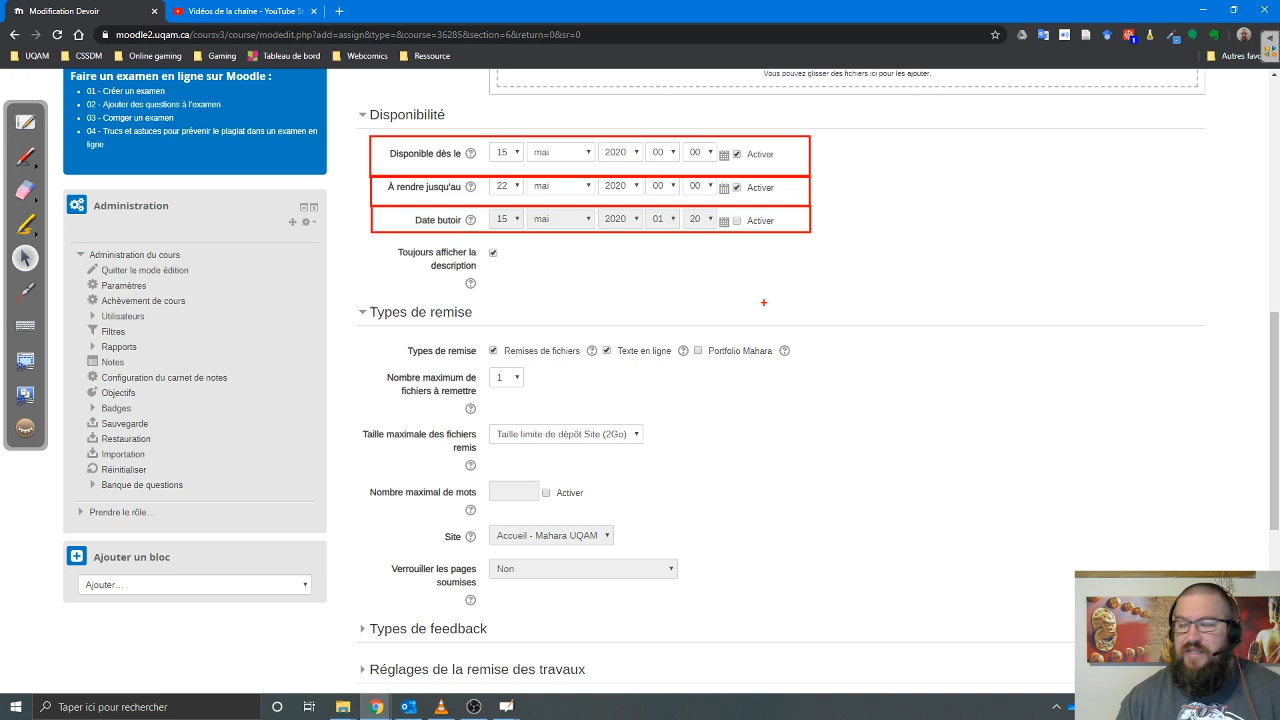 Modification Devoir
Vidéos de la chaîne - YouTube S
moodle2.uqam.ca/coursv3/course/modedit.php?add=assign&type=&course=36285&section=6&return=0&sr=0
UQAM
CSSDM
Online gaming
Gaming
Tableau de bord
Webcomics
Ressource
Autres favo
Faire un examen en ligne sur Moodle :
01 - Créer un examen
02 - Ajouter des questions à l'examen
03 - Corriger un examen
04 - Trucs et astuces pour prévenir le plagiat dans un examen en
ligne
Administration
Administration du cours
Quitter le mode édition
Paramètres
Achèvement de cours
Utilisateurs
Filtres
Rapports
Notes
Configuration du carnet de notes
Objectifs
Badges
Sauvegarde
Restauration
Importation
Réinitialiser
Banque de questions
Prendre le rôle...
Ajouter un bloc
Ajouter...
Vous pouvez glisser des fichiers ici pour les ajouter.
Disponibilité
Disponible dès le 15 mai 2020 00 00 Activer
À rendre jusqu'au 22 mai 2020 00 00 Activer
Date butoir 15 mai 2020 01 20 Activer
Toujours afficher la
description
Types de remise
Types de remise Remises de fichiers Texte en ligne Portfolio Mahara
Nombre maximum de 1
fichiers à remettre
Taille maximale des fichiers Taille limite de dépôt Site (2Go)
remis
Nombre maximal de mots Activer
Site Accueil - Mahara UQAM
Verrouiller les pages Non
soumises
Types de feedback
Réglages de la remise des travaux
Taper ici pour rechercher